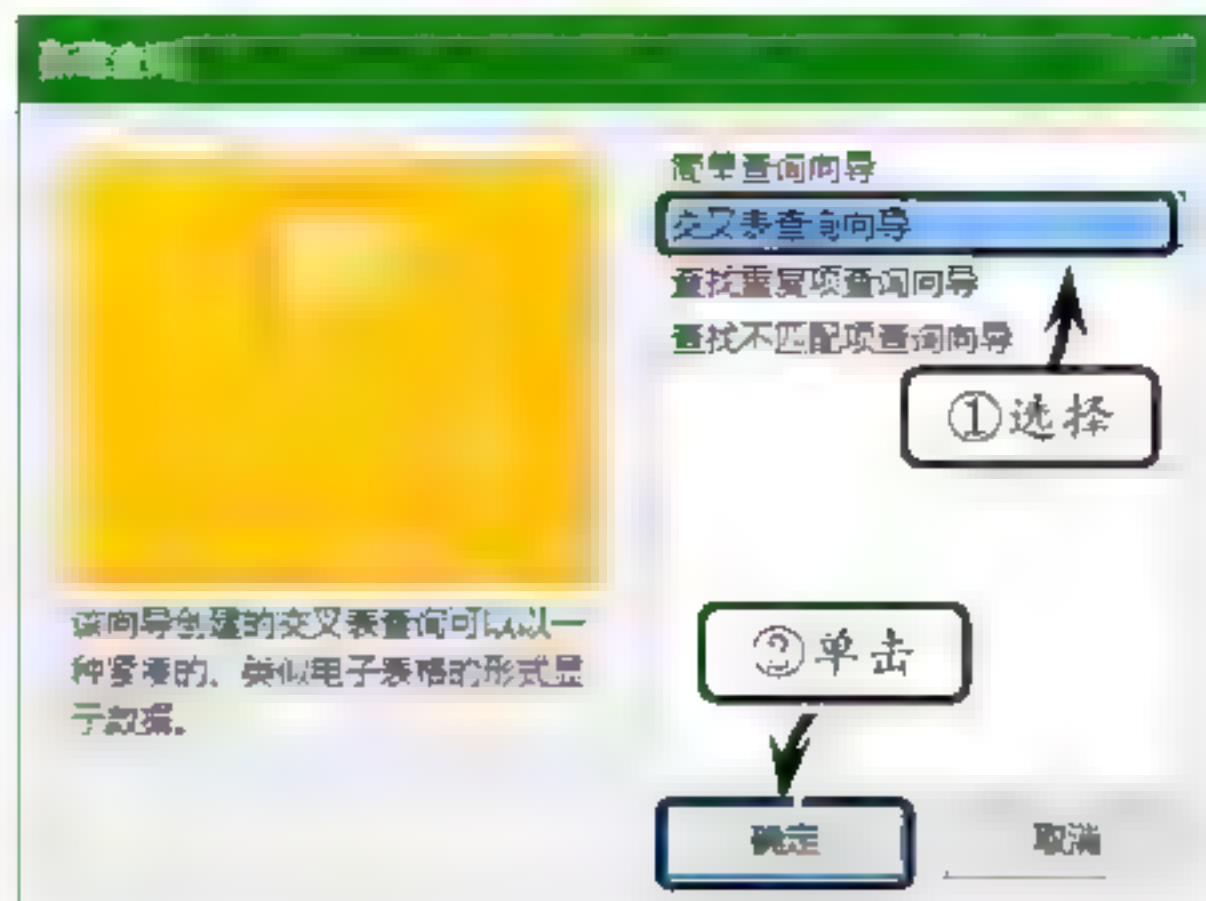 简单查询向导
交叉表查询向导
查找重复项查询向导
查找不匹配项查询向导
①选择
该向导创建的交叉表查询可以以一
种紧凑的、类似电子表格的形式显
示数据。
②单击
确定
取消